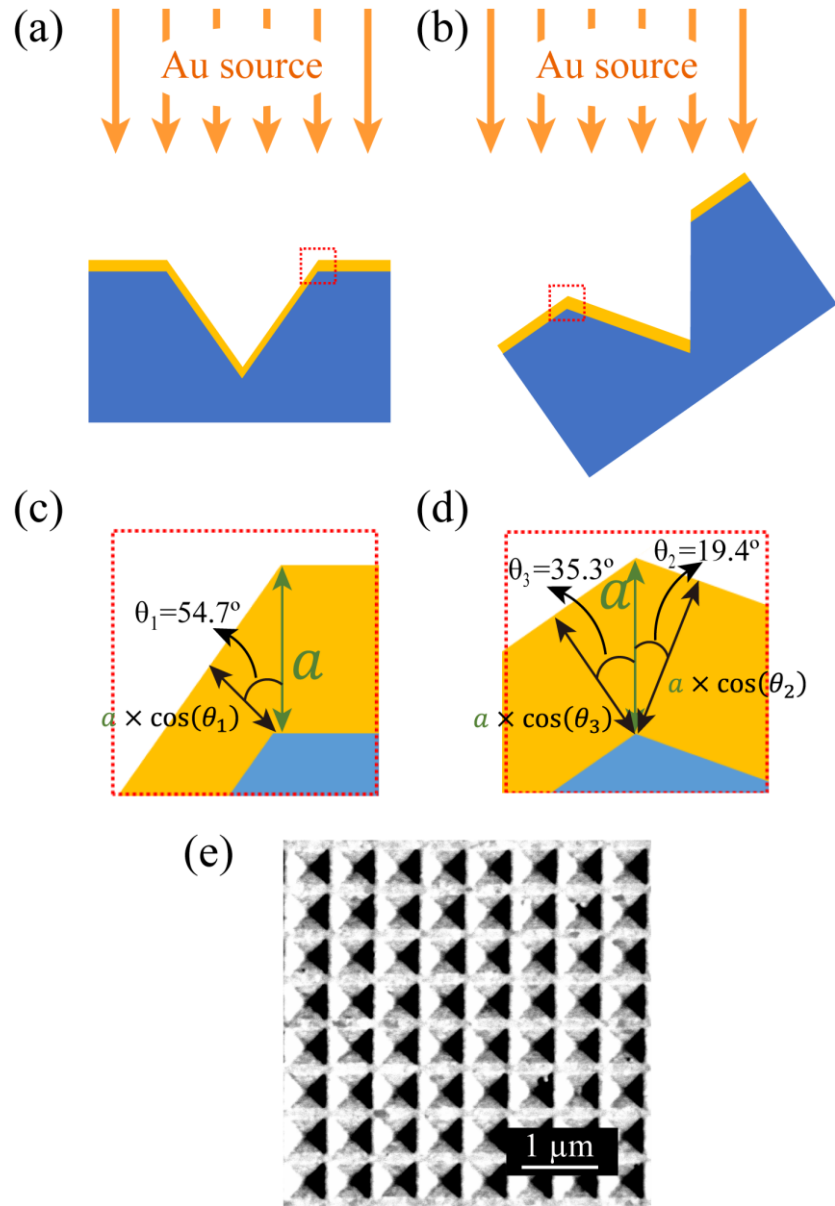 (a)
Au source
(b)
Au source
(c)
θ₁=54.7º
a
a × cos(θ₁)
(d)
θ₃=35.3º
θ₂=19.4º
a
a × cos(θ₂)
a × cos(θ₃)
(e)
1 µm